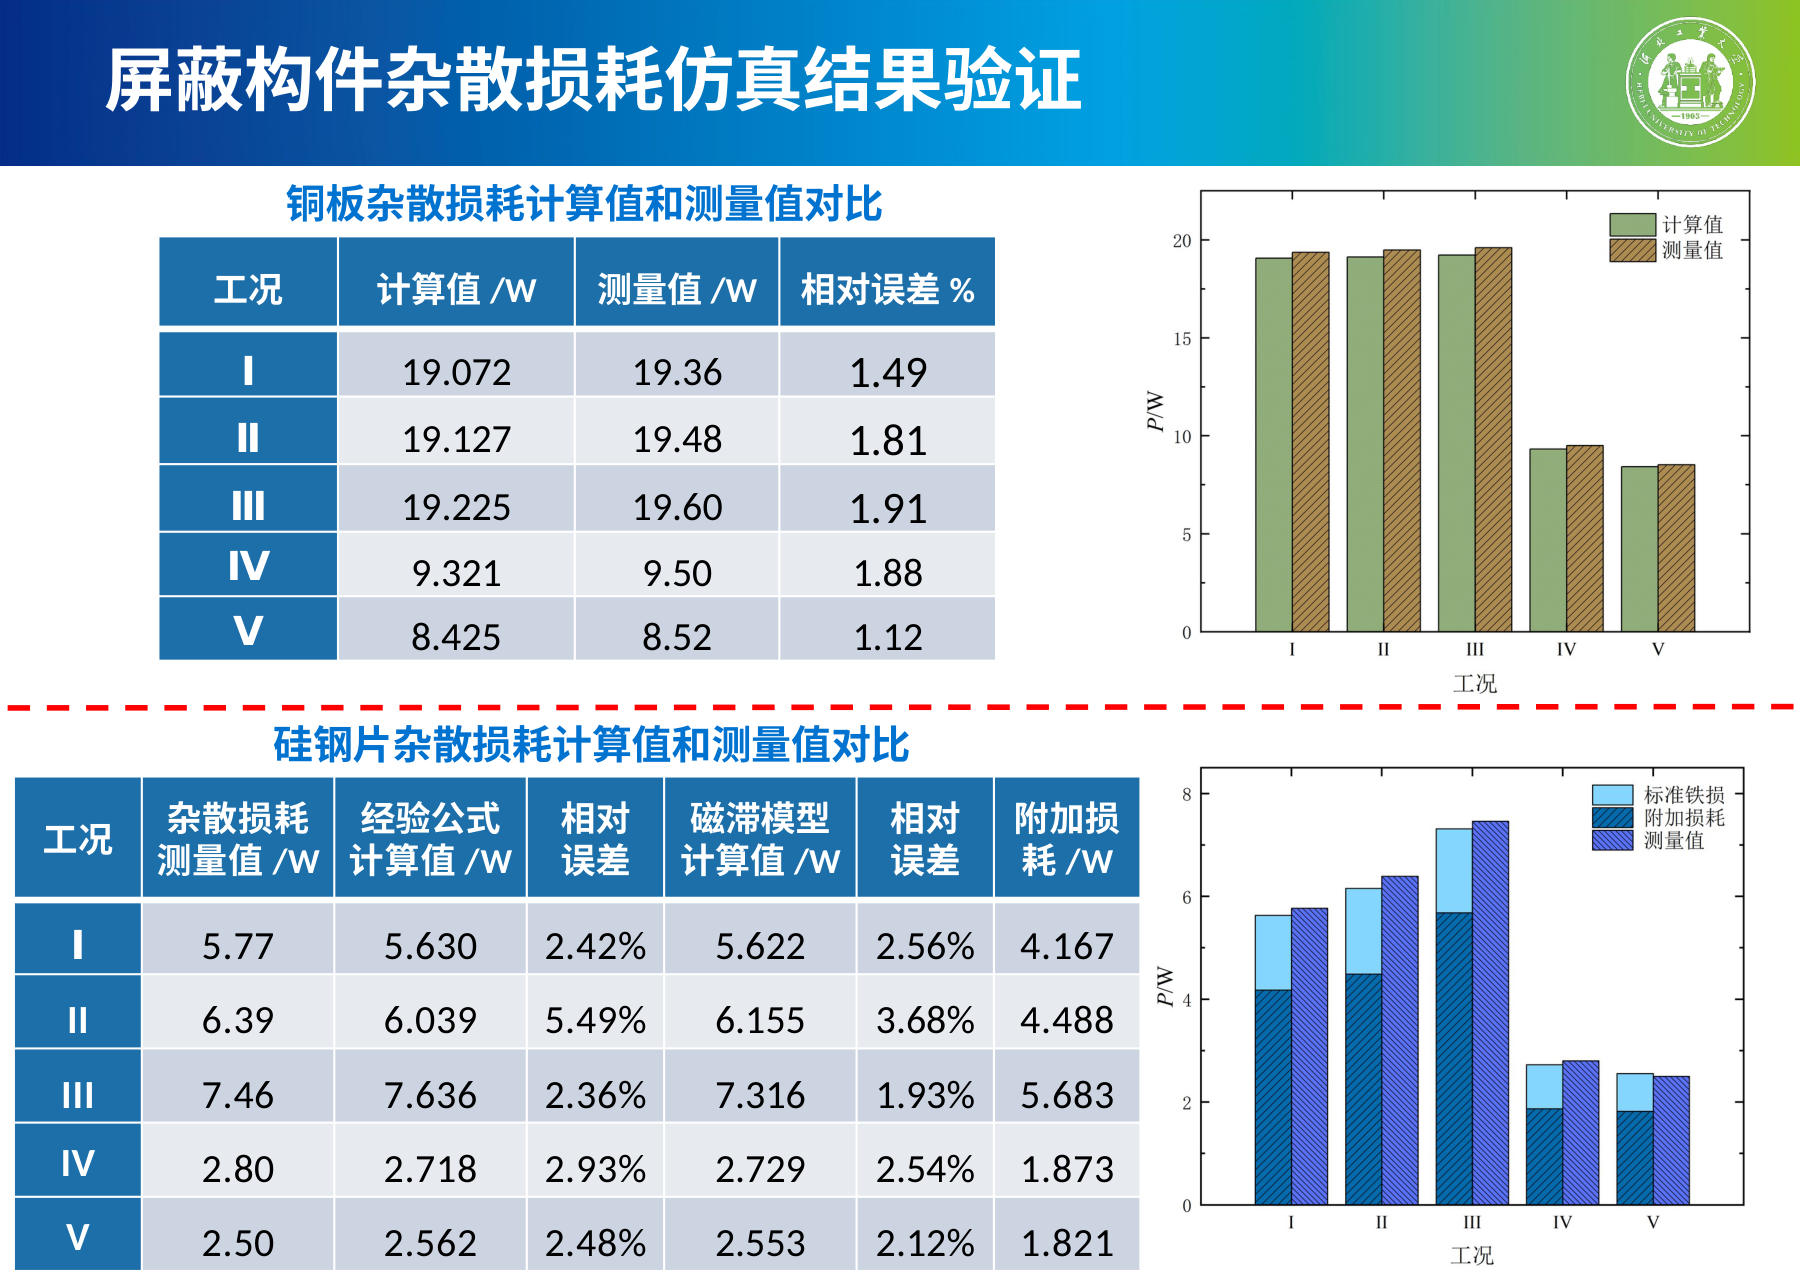 屏蔽构件杂散损耗仿真结果验证
河北工业大学
HEBEI UNIVERSITY OF TECHNOLOGY
1903
铜板杂散损耗计算值和测量值对比
工况 计算值 /W 测量值 /W 相对误差 %
I 19.072 19.36 1.49
II 19.127 19.48 1.81
III 19.225 19.60 1.91
IV 9.321 9.50 1.88
V 8.425 8.52 1.12
计算值
测量值
20
15
10
5
0
P/W
I II III IV V
工况
硅钢片杂散损耗计算值和测量值对比
工况 杂散损耗测量值 /W 经验公式计算值 /W 相对误差 磁滞模型计算值 /W 相对误差 附加损耗 /W
I 5.77 5.630 2.42% 5.622 2.56% 4.167
II 6.39 6.039 5.49% 6.155 3.68% 4.488
III 7.46 7.636 2.36% 7.316 1.93% 5.683
IV 2.80 2.718 2.93% 2.729 2.54% 1.873
V 2.50 2.562 2.48% 2.553 2.12% 1.821
标准铁损
附加损耗
测量值
8
6
4
2
0
P/W
I II III IV V
工况